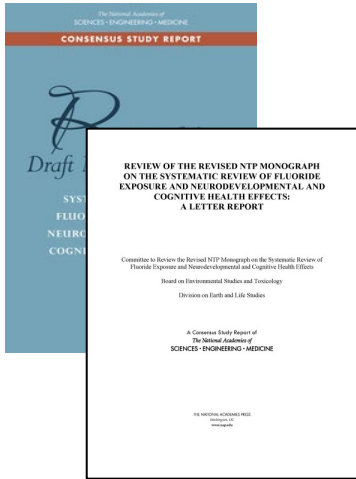 The National Academies of
SCIENCES • ENGINEERING • MEDICINE
CONSENSUS STUDY REPORT
R
Draft
SYS
FLUO
NEURO
COGN
REVIEW OF THE REVISED NTP MONOGRAPH
ON THE SYSTEMATIC REVIEW OF FLUORIDE
EXPOSURE AND NEURODEVELOPMENTAL AND
COGNITIVE HEALTH EFFECTS:
A LETTER REPORT
Committee to Review the Revised NTP Monograph on the Systematic Review of
Fluoride Exposure and Neurodevelopmental and Cognitive Health Effects
Board on Environmental Studies and Toxicology
Division on Earth and Life Studies
A Consensus Study Report of
The National Academies of
SCIENCES • ENGINEERING • MEDICINE
THE NATIONAL ACADEMIES PRESS
Washington, DC
www.nap.edu